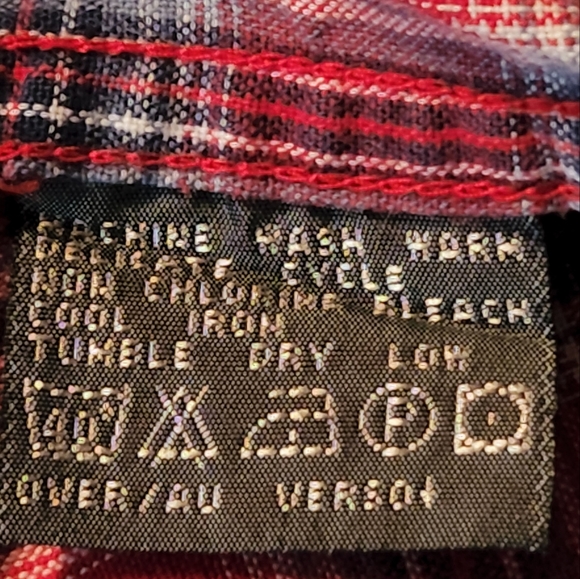 MACHINE WASH WARM
DELICATE CYCLE
NON CHLORINE BLEACH
COOL IRON
TUMBLE DRY LOW
40° P
OVER/AU VERSO